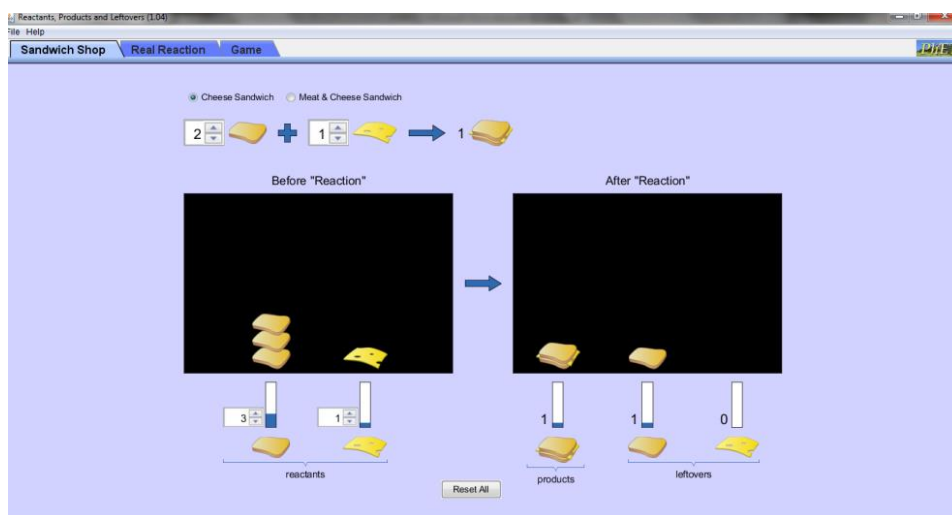 Reactants, Products and Leftovers (1.04)
File Help
Sandwich Shop Real Reaction Game
PhET
Cheese Sandwich Meat & Cheese Sandwich
2 1 1
Before "Reaction" After "Reaction"
3 1 1 1 0
reactants products leftovers
Reset All